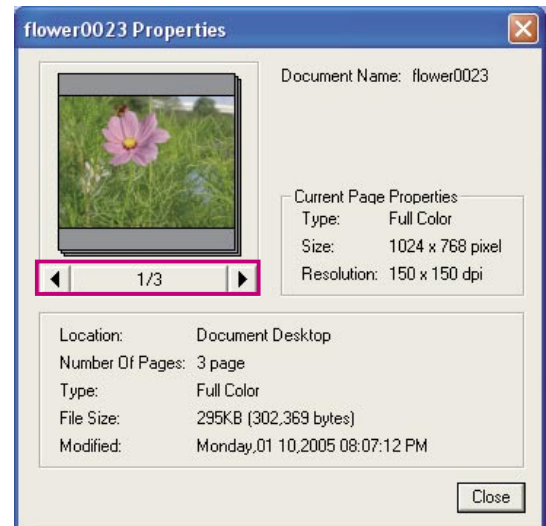 flower0023 Properties
Document Name: flower0023
Current Page Properties
Type: Full Color
Size: 1024 x 768 pixel
Resolution: 150 x 150 dpi
1/3
Location: Document Desktop
Number Of Pages: 3 page
Type: Full Color
File Size: 295KB (302,369 bytes)
Modified: Monday,01 10,2005 08:07:12 PM
Close